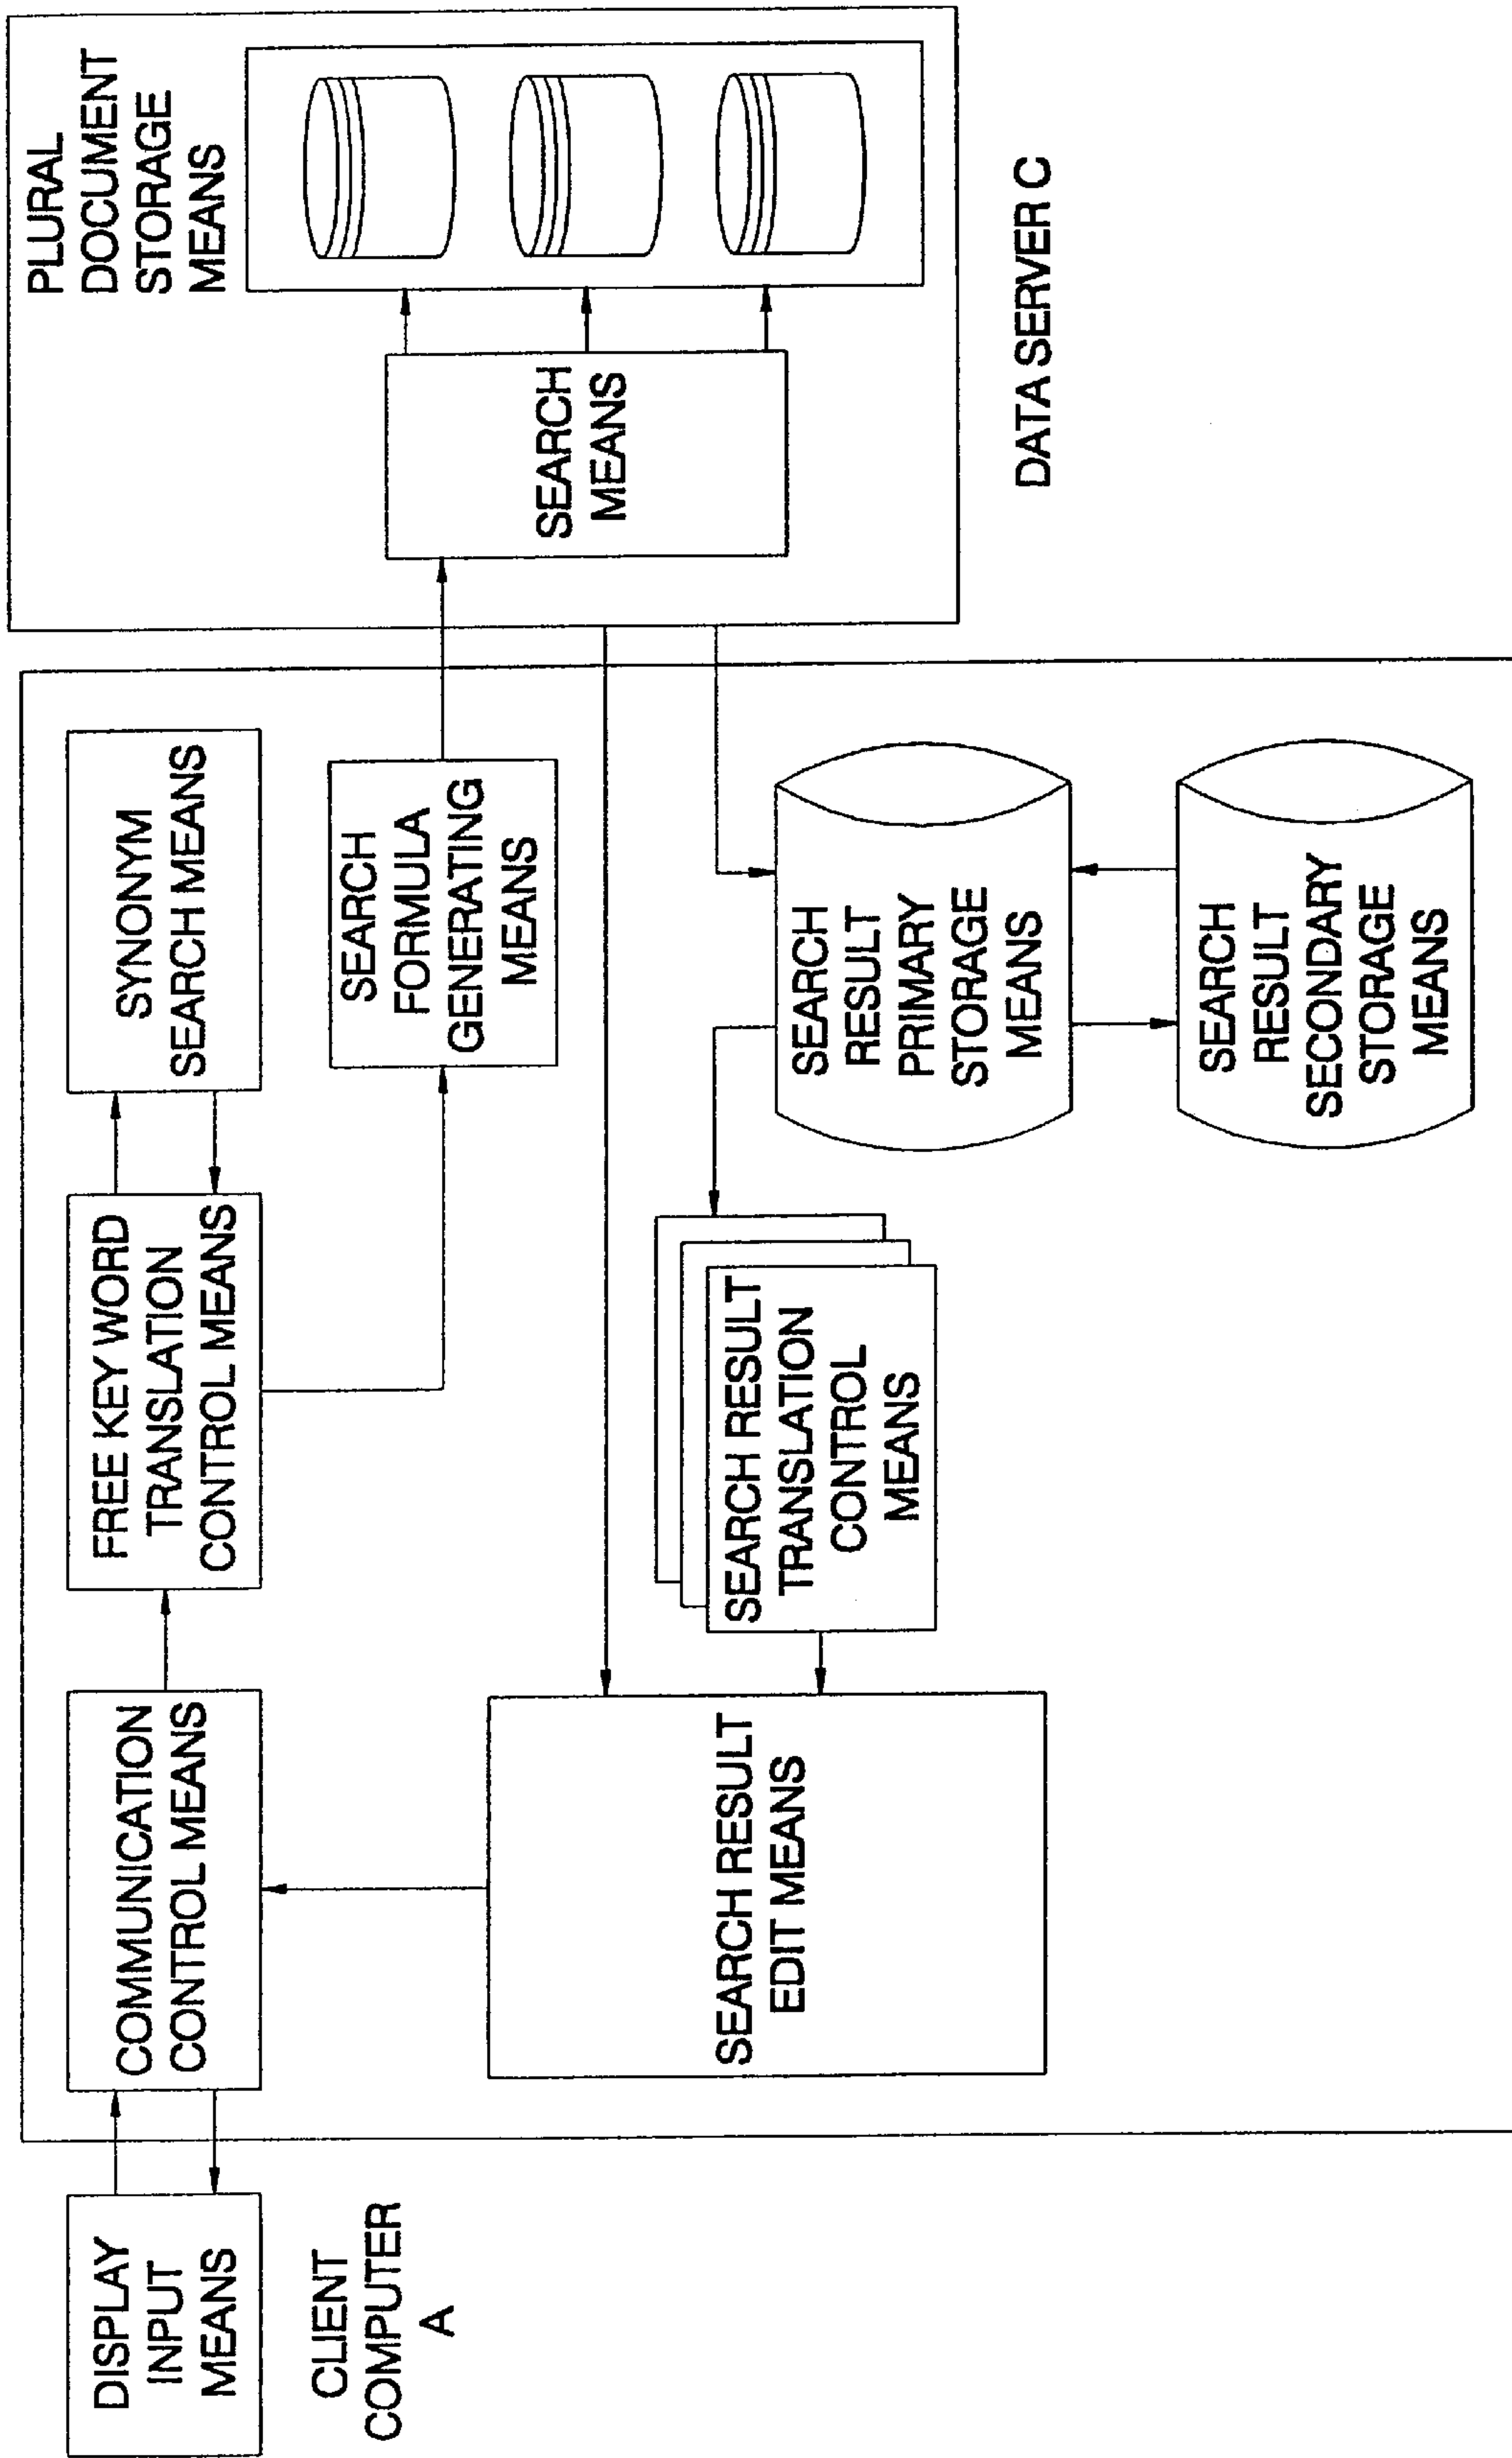 DISPLAY
INPUT
MEANS
CLIENT
COMPUTER
A
COMMUNICATION
CONTROL MEANS
FREE KEY WORD
TRANSLATION
CONTROL MEANS
SYNONYM
SEARCH MEANS
SEARCH
FORMULA
GENERATING
MEANS
SEARCH RESULT
EDIT MEANS
SEARCH RESULT
TRANSLATION
CONTROL
MEANS
SEARCH
RESULT
PRIMARY
STORAGE
MEANS
SEARCH
RESULT
SECONDARY
STORAGE
MEANS
PLURAL
DOCUMENT
STORAGE
MEANS
SEARCH
MEANS
DATA SERVER C